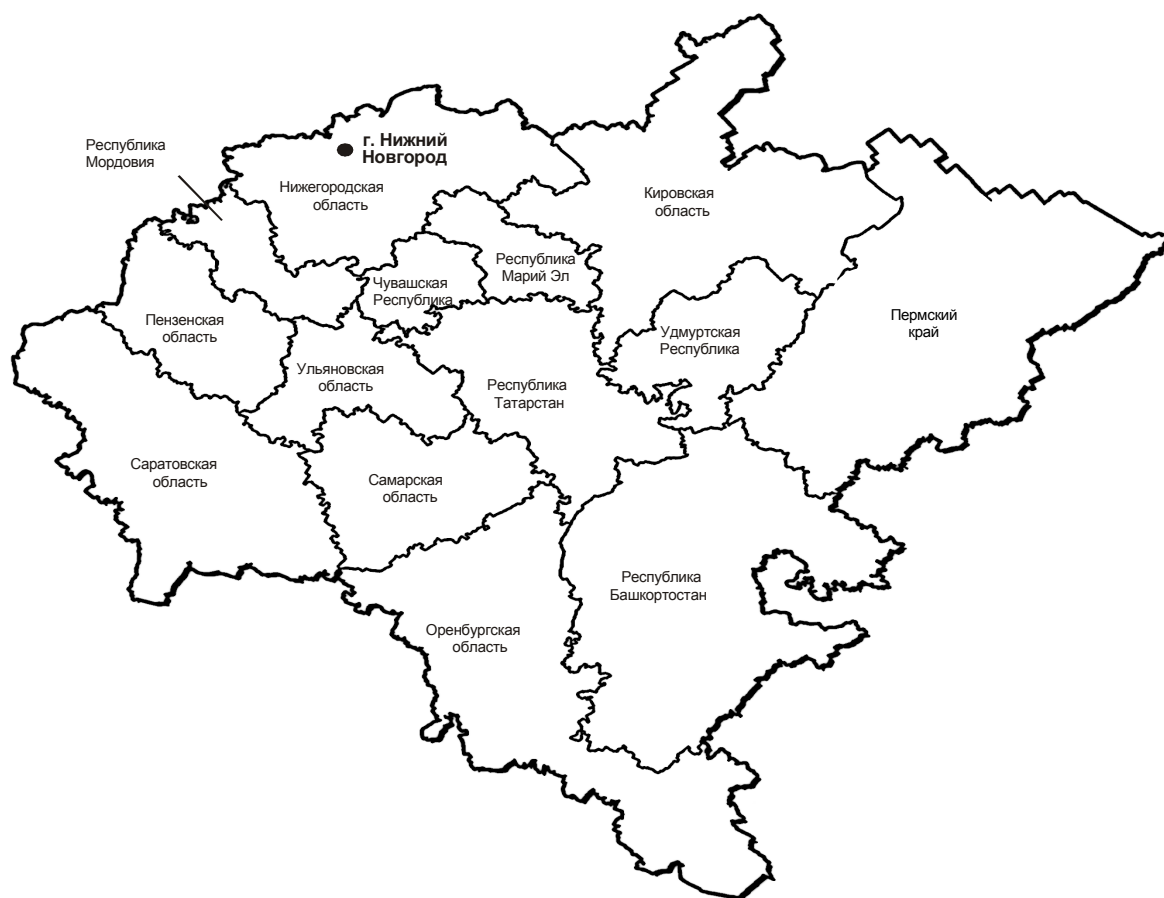 Республика
Мордовия
г. Нижний
Новгород
Нижегородская
область
Кировская
область
Республика
Марий Эл
Чувашская
Республика
Пензенская
область
Ульяновская
область
Удмуртская
Республика
Пермский
край
Республика
Татарстан
Саратовская
область
Самарская
область
Республика
Башкортостан
Оренбургская
область